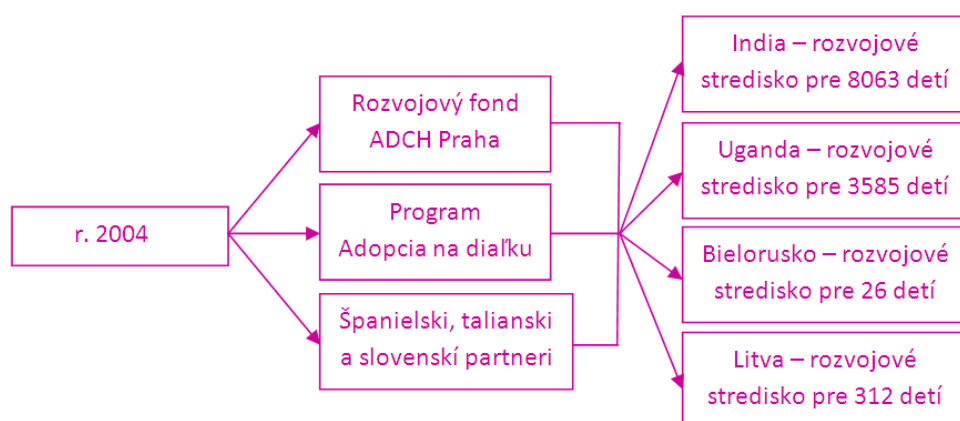 r. 2004
Rozvojový fond
ADCH Praha
Program
Adopcia na diaľku
Španielski, talianski
a slovenskí partneri
India – rozvojové
stredisko pre 8063 detí
Uganda – rozvojové
stredisko pre 3585 detí
Bielorusko – rozvojové
stredisko pre 26 detí
Litva – rozvojové
stredisko pre 312 detí